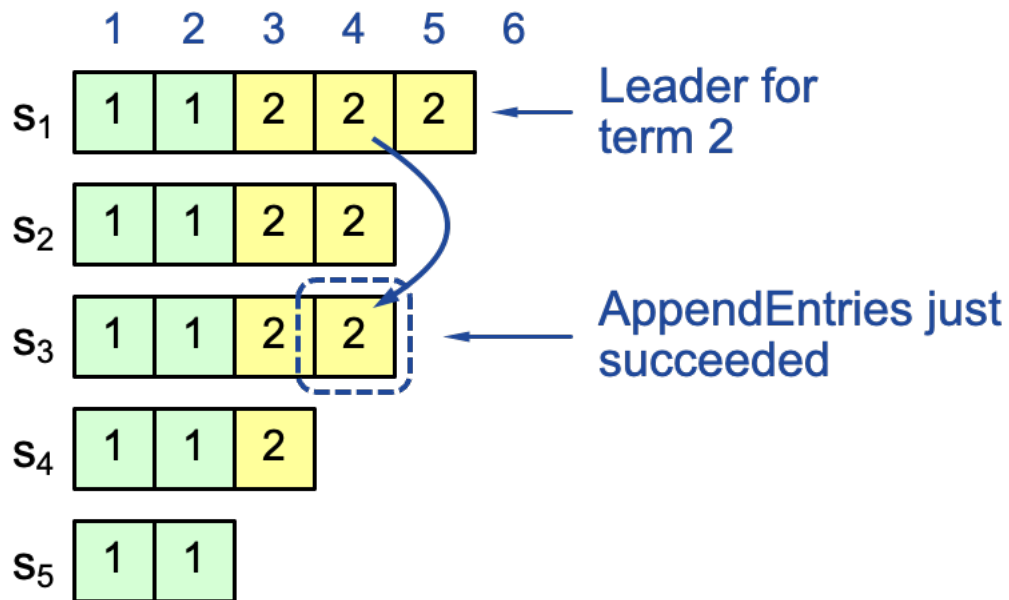 1 2 3 4 5 6
s1 1 1 2 2 2 Leader for
term 2
s2 1 1 2 2
s3 1 1 2 2 AppendEntries just
succeeded
s4 1 1 2
s5 1 1